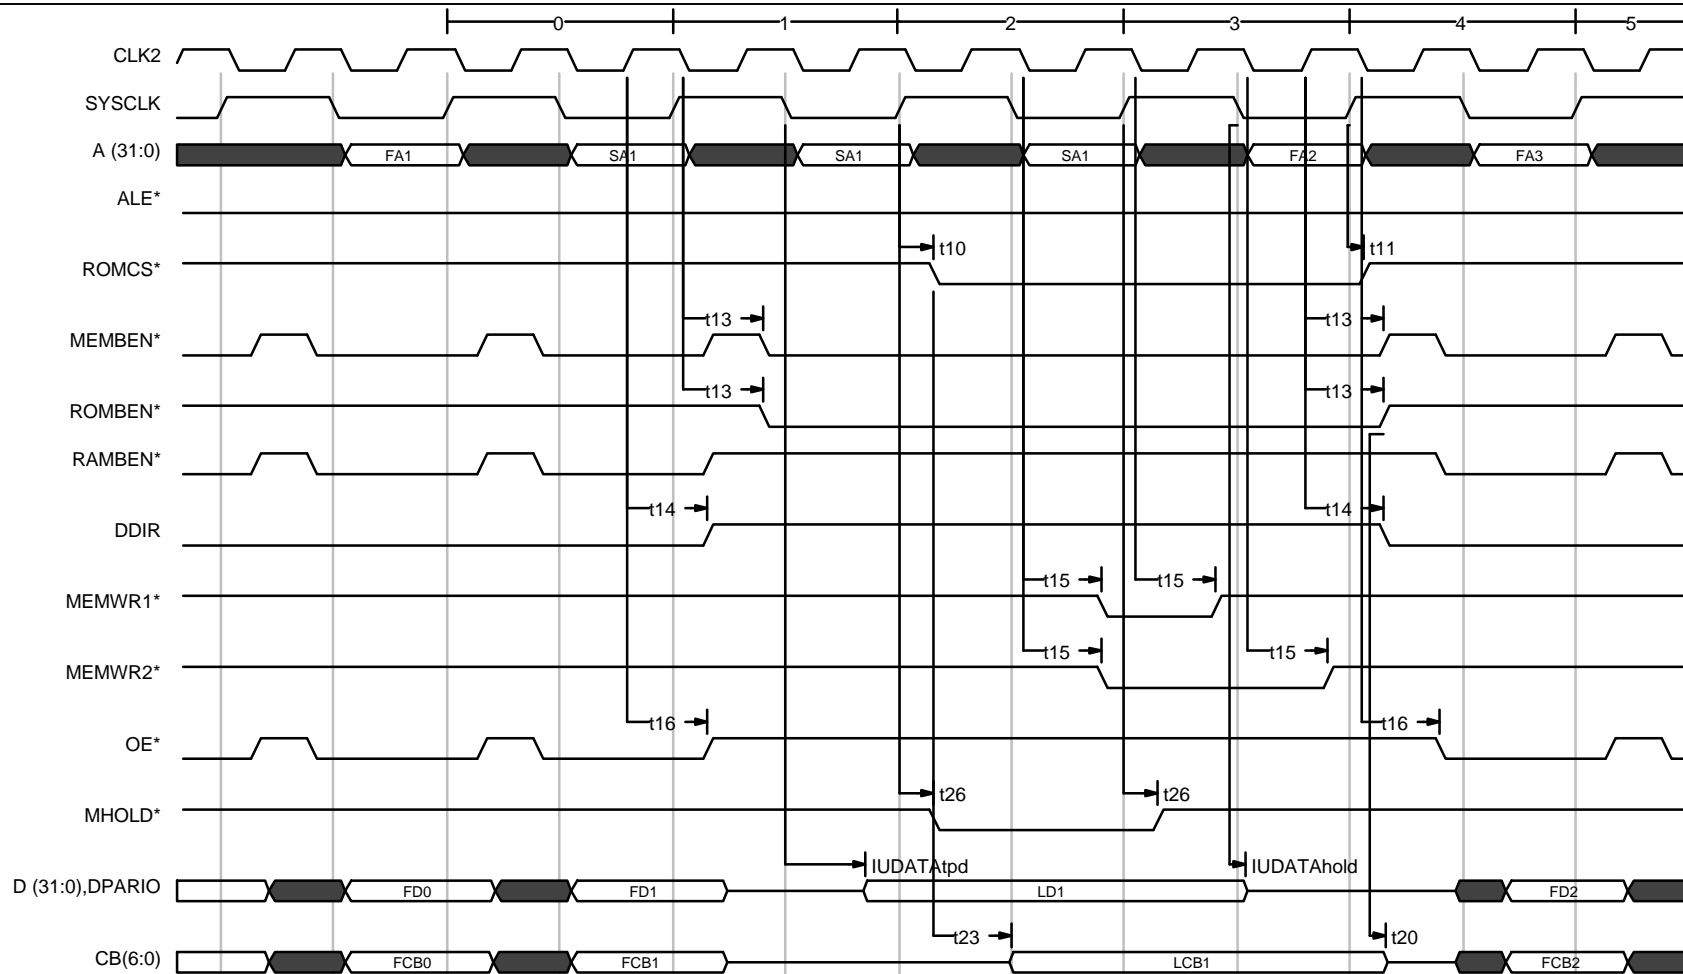 0 1 2 3 4 5
CLK2
SYSCLK
A (31:0) FA1 SA1 SA1 SA1 FA2 FA3
ALE*
t10 t11
ROMCS*
t13 t13
MEMBEN*
t13 t13
ROMBEN*
RAMBEN*
t14 t14
DDIR
t15 t15
MEMWR1*
t15 t15
MEMWR2*
t16 t16
OE*
t26 t26
MHOLD*
IUDATAtpd IUDATAhold
D (31:0),DPARIO FD0 FD1 LD1 FD2
t23 t20
CB(6:0) FCB0 FCB1 LCB1 FCB2